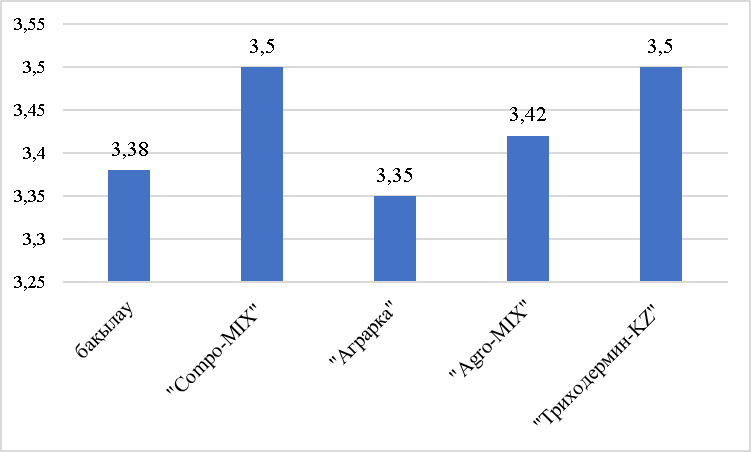 3,55
3,5
3,45
3,4
3,35
3,3
3,25
3,38
3,5
3,35
3,42
3,5
бақылау
"Compo-MIX"
"Аграрка"
"Agro-MIX"
"Триходермин-KZ"